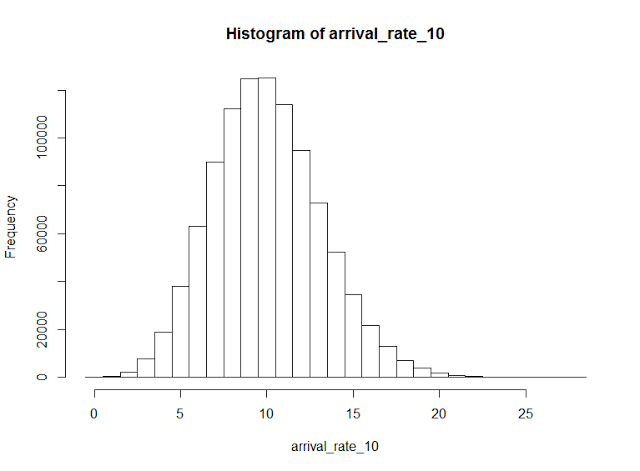 Histogram of arrival_rate_10
Frequency
100000
60000
20000
0
0 5 10 15 20 25
arrival_rate_10